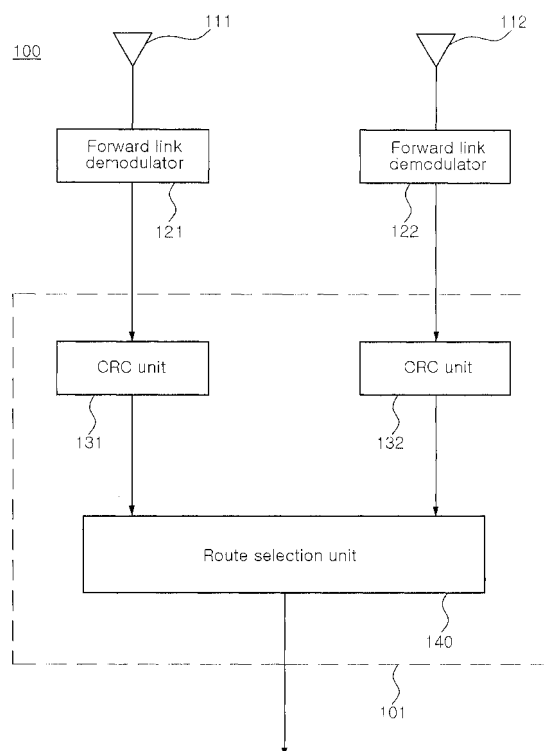 111
112
100
Forward link
demodulator
Forward link
demodulator
121
122
CRC unit
CRC unit
131
132
Route selection unit
140
101